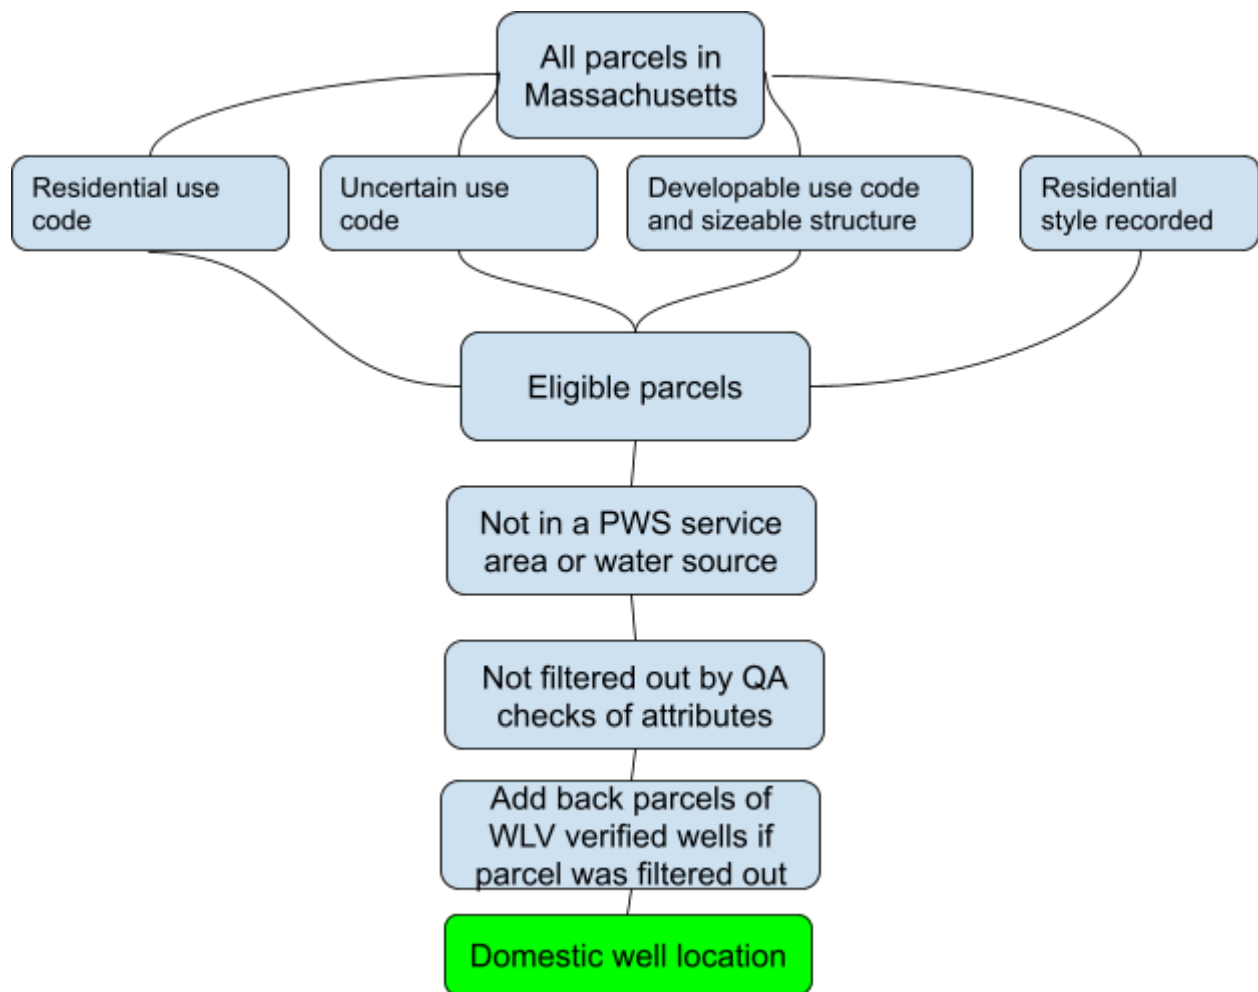 All parcels in
Massachusetts
Residential use
code
Uncertain use
code
Developable use code
and sizeable structure
Residential
style recorded
Eligible parcels
Not in a PWS service
area or water source
Not filtered out by QA
checks of attributes
Add back parcels of
WLV verified wells if
parcel was filtered out
Domestic well location